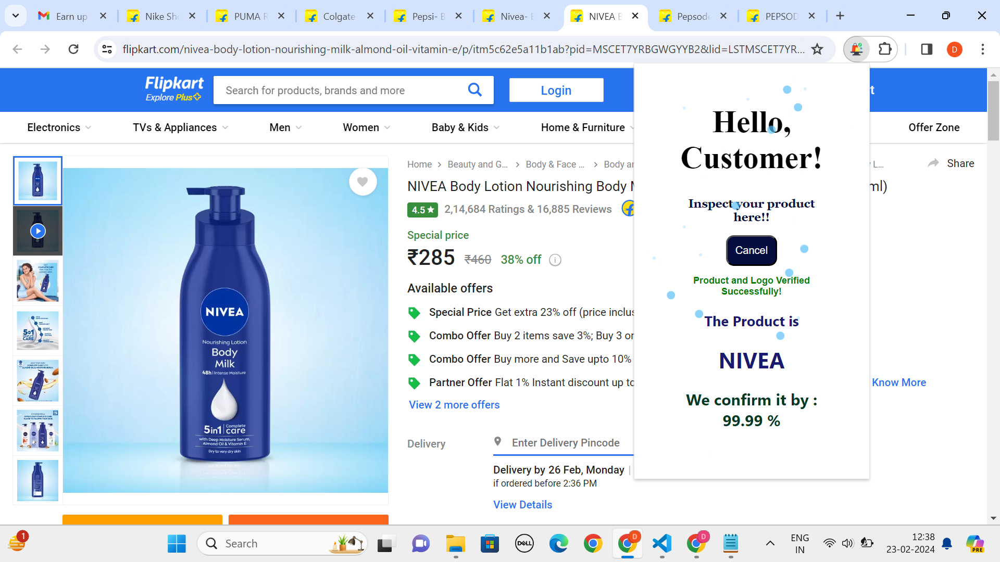 Earn up
Nike Sh
PUMA R
Colgate
Pepsi- B
Nivea- E
NIVEA B
Pepsode
PEPSOD
flipkart.com/nivea-body-lotion-nourishing-milk-almond-oil-vitamin-e/p/itm5c62e5a11b1ab?pid=MSCET7YRBGWGYYB2&lid=LSTMSCET7YR...
D
Flipkart
Explore Plus
Search for products, brands and more
Login
t
Electronics
TVs & Appliances
Men
Women
Baby & Kids
Home & Furniture
Offer Zone
Home
Beauty and G...
Body & Face ...
Body an
y L...
Share
NIVEA Body Lotion Nourishing Body M
ml)
4.5★
2,14,684 Ratings & 16,885 Reviews
Special price
₹285
₹460
38% off
Available offers
Special Price Get extra 23% off (price inclus
Combo Offer Buy 2 items save 3%; Buy 3 or
Combo Offer Buy more and Save upto 10%
Partner Offer Flat 1% Instant discount up to
Know More
View 2 more offers
Delivery
Enter Delivery Pincode
Delivery by 26 Feb, Monday |
if ordered before 2:36 PM
View Details
NIVEA
Nourishing Lotion
Body
Milk
48h | Intense Moisture
5in1 | Complete care
with Deep Moisture Serum,
Almond Oil & Vitamin E
Dry to very dry skin
5in1
COMPLETE
CARE
Hello,
Customer!
Inspect your product
here!!
Cancel
Product and Logo Verified
Successfully!
The Product is
NIVEA
We confirm it by :
99.99 %
1
Search
DELL
D
D
ENG
IN
12:38
23-02-2024
PRE